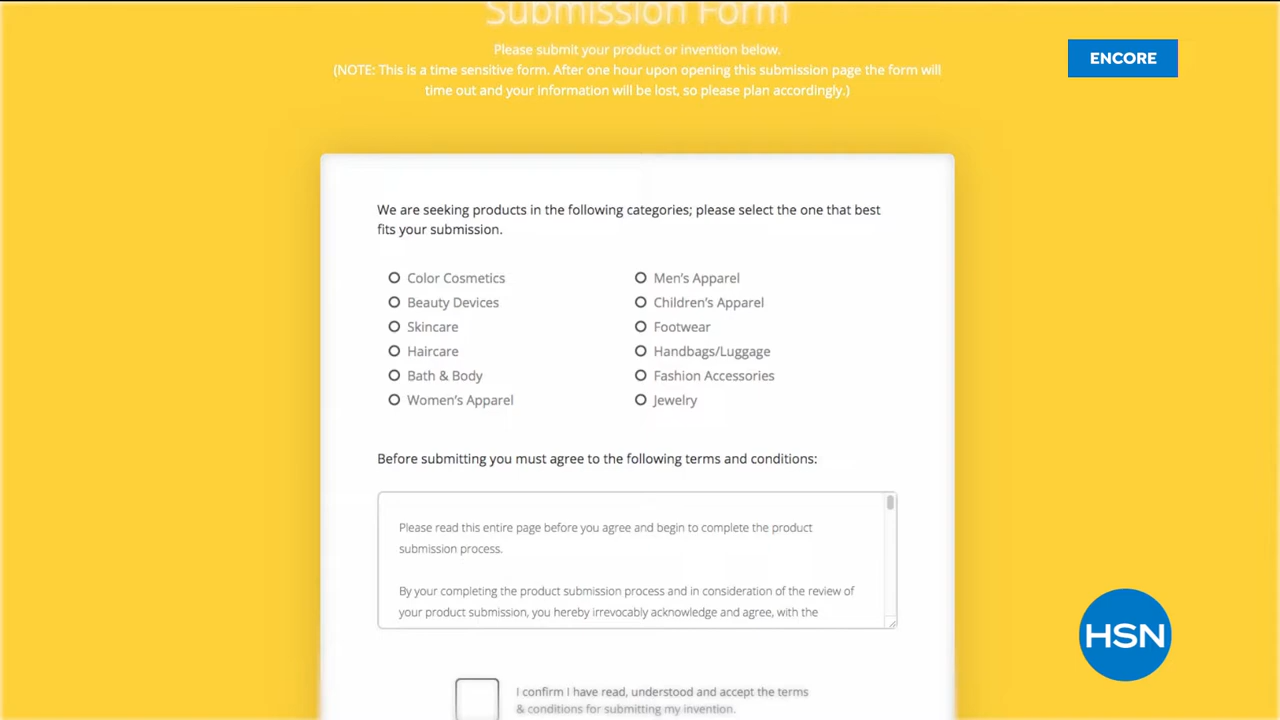 Submission Form
Please submit your product or invention below.
(NOTE: This is a time sensitive form. After one hour upon opening this submission page the form will
time out and your information will be lost, so please plan accordingly.)
ENCORE
We are seeking products in the following categories; please select the one that best
fits your submission.
Color Cosmetics
Beauty Devices
Skincare
Haircare
Bath & Body
Women's Apparel
Men's Apparel
Children's Apparel
Footwear
Handbags/Luggage
Fashion Accessories
Jewelry
Before submitting you must agree to the following terms and conditions:
Please read this entire page before you agree and begin to complete the product
submission process.
By your completing the product submission process and in consideration of the review of
your product submission, you hereby irrevocably acknowledge and agree, with the
I confirm I have read, understood and accept the terms
& conditions for submitting my invention.
HSN